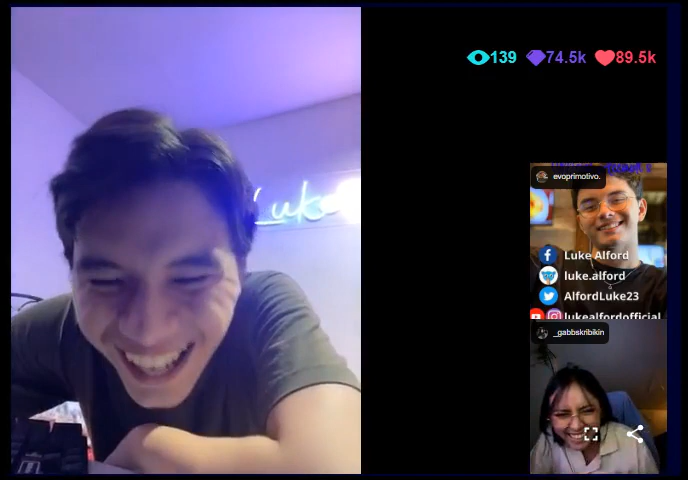 139 74.5k 89.5k
Luke
evoprimotivo.
Luke Alford
luke.alford
AlfordLuke23
lukealfordofficial
_gabbskribikin